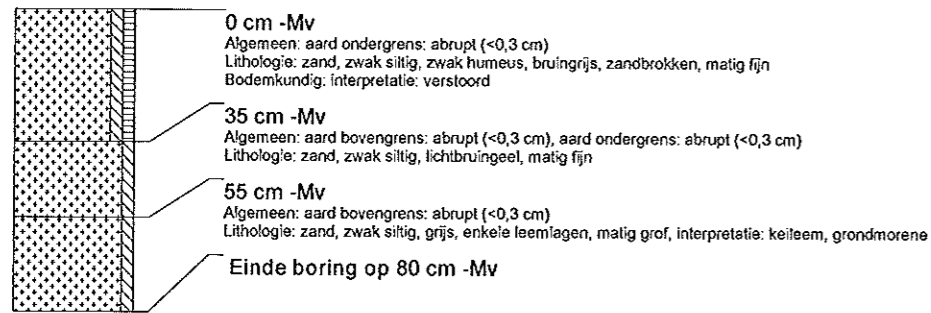 0 cm -Mv
Algemeen: aard ondergrens: abrupt (<0,3 cm)
Lithologie: zand, zwak siltig, zwak humeus, bruingrijs, zandbrokken, matig fijn
Bodemkundig: interpretatie: verstoord
35 cm -Mv
Algemeen: aard bovengrens: abrupt (<0,3 cm), aard ondergrens: abrupt (<0,3 cm)
Lithologie: zand, zwak siltig, lichtbruingeel, matig fijn
55 cm -Mv
Algemeen: aard bovengrens: abrupt (<0,3 cm)
Lithologie: zand, zwak siltig, grijs, enkele leemlagen, matig grof, interpretatie: keileem, grondmorene
Einde boring op 80 cm -Mv